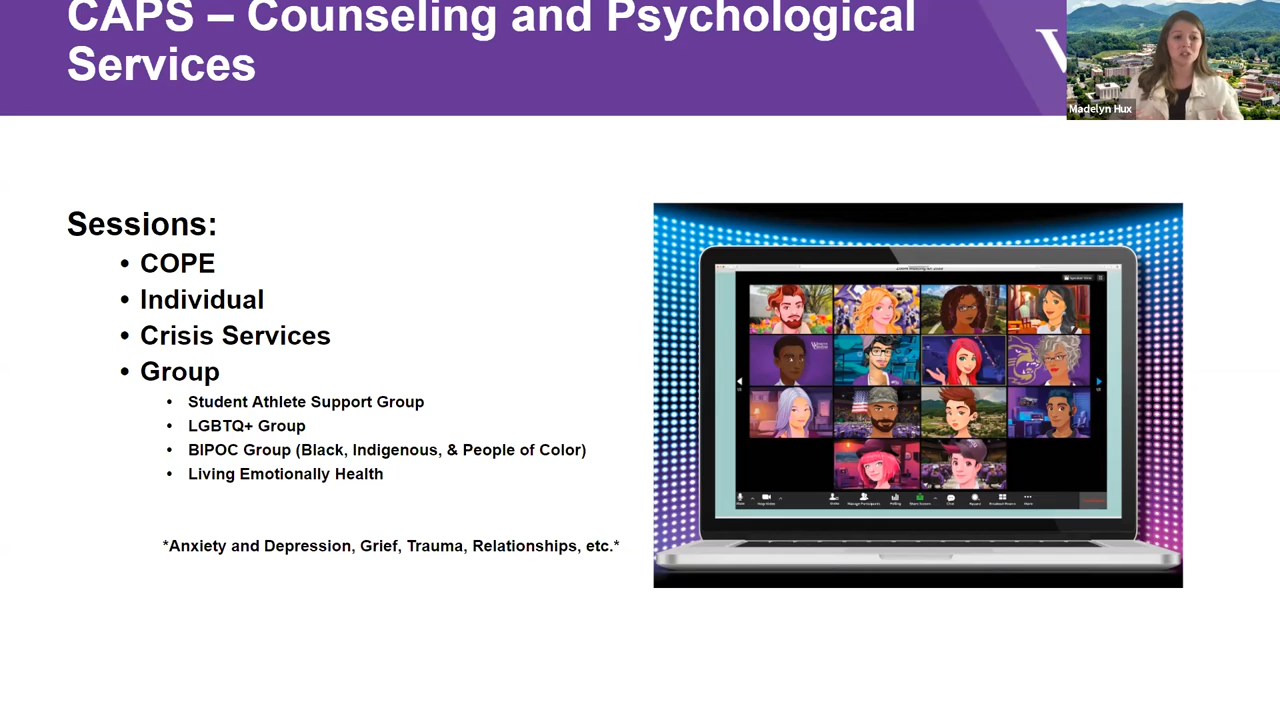 CAPS – Counseling and Psychological
Services
Madelyn Hux
Sessions:
• COPE
• Individual
• Crisis Services
• Group
• Student Athlete Support Group
• LGBTQ+ Group
• BIPOC Group (Black, Indigenous, & People of Color)
• Living Emotionally Health
*Anxiety and Depression, Grief, Trauma, Relationships, etc.*